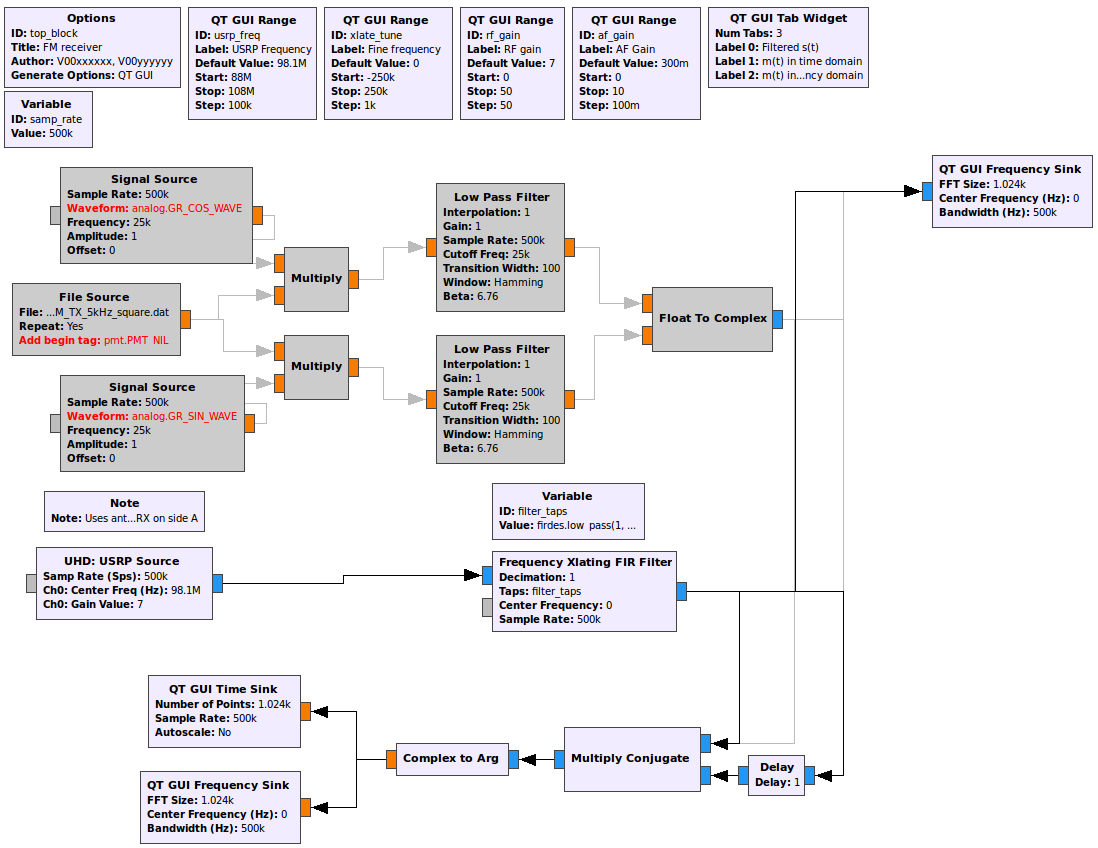 Options
ID: top_block
Title: FM receiver
Author: V00xxxxxx, V00yyyyyy
Generate Options: QT GUI
QT GUI Range
ID: usrp_freq
Label: USRP Frequency
Default Value: 98.1M
Start: 88M
Stop: 108M
Step: 100k
QT GUI Range
ID: xlate_tune
Label: Fine frequency
Default Value: 0
Start: -250k
Stop: 250k
Step: 1k
QT GUI Range
ID: rf_gain
Label: RF gain
Default Value: 7
Start: 0
Stop: 50
Step: 50
QT GUI Range
ID: af_gain
Label: AF Gain
Default Value: 300m
Start: 0
Stop: 10
Step: 100m
QT GUI Tab Widget
Num Tabs: 3
Label 0: Filtered s(t)
Label 1: m(t) in time domain
Label 2: m(t) in...ncy domain
Variable
ID: samp_rate
Value: 500k
Signal Source
Sample Rate: 500k
Waveform: analog.GR_COS_WAVE
Frequency: 25k
Amplitude: 1
Offset: 0
Low Pass Filter
Interpolation: 1
Gain: 1
Sample Rate: 500k
Cutoff Freq: 25k
Transition Width: 100
Window: Hamming
Beta: 6.76
QT GUI Frequency Sink
FFT Size: 1.024k
Center Frequency (Hz): 0
Bandwidth (Hz): 500k
Multiply
File Source
File: ...M_TX_5kHz_square.dat
Repeat: Yes
Add begin tag: pmt.PMT_NIL
Float To Complex
Multiply
Low Pass Filter
Interpolation: 1
Gain: 1
Sample Rate: 500k
Cutoff Freq: 25k
Transition Width: 100
Window: Hamming
Beta: 6.76
Signal Source
Sample Rate: 500k
Waveform: analog.GR_SIN_WAVE
Frequency: 25k
Amplitude: 1
Offset: 0
Note
Note: Uses ant...RX on side A
Variable
ID: filter_taps
Value: firdes.low_pass(1, ...
UHD: USRP Source
Samp Rate (Sps): 500k
Ch0: Center Freq (Hz): 98.1M
Ch0: Gain Value: 7
Frequency Xlating FIR Filter
Decimation: 1
Taps: filter_taps
Center Frequency: 0
Sample Rate: 500k
QT GUI Time Sink
Number of Points: 1.024k
Sample Rate: 500k
Autoscale: No
Complex to Arg
Multiply Conjugate
Delay
Delay: 1
QT GUI Frequency Sink
FFT Size: 1.024k
Center Frequency (Hz): 0
Bandwidth (Hz): 500k